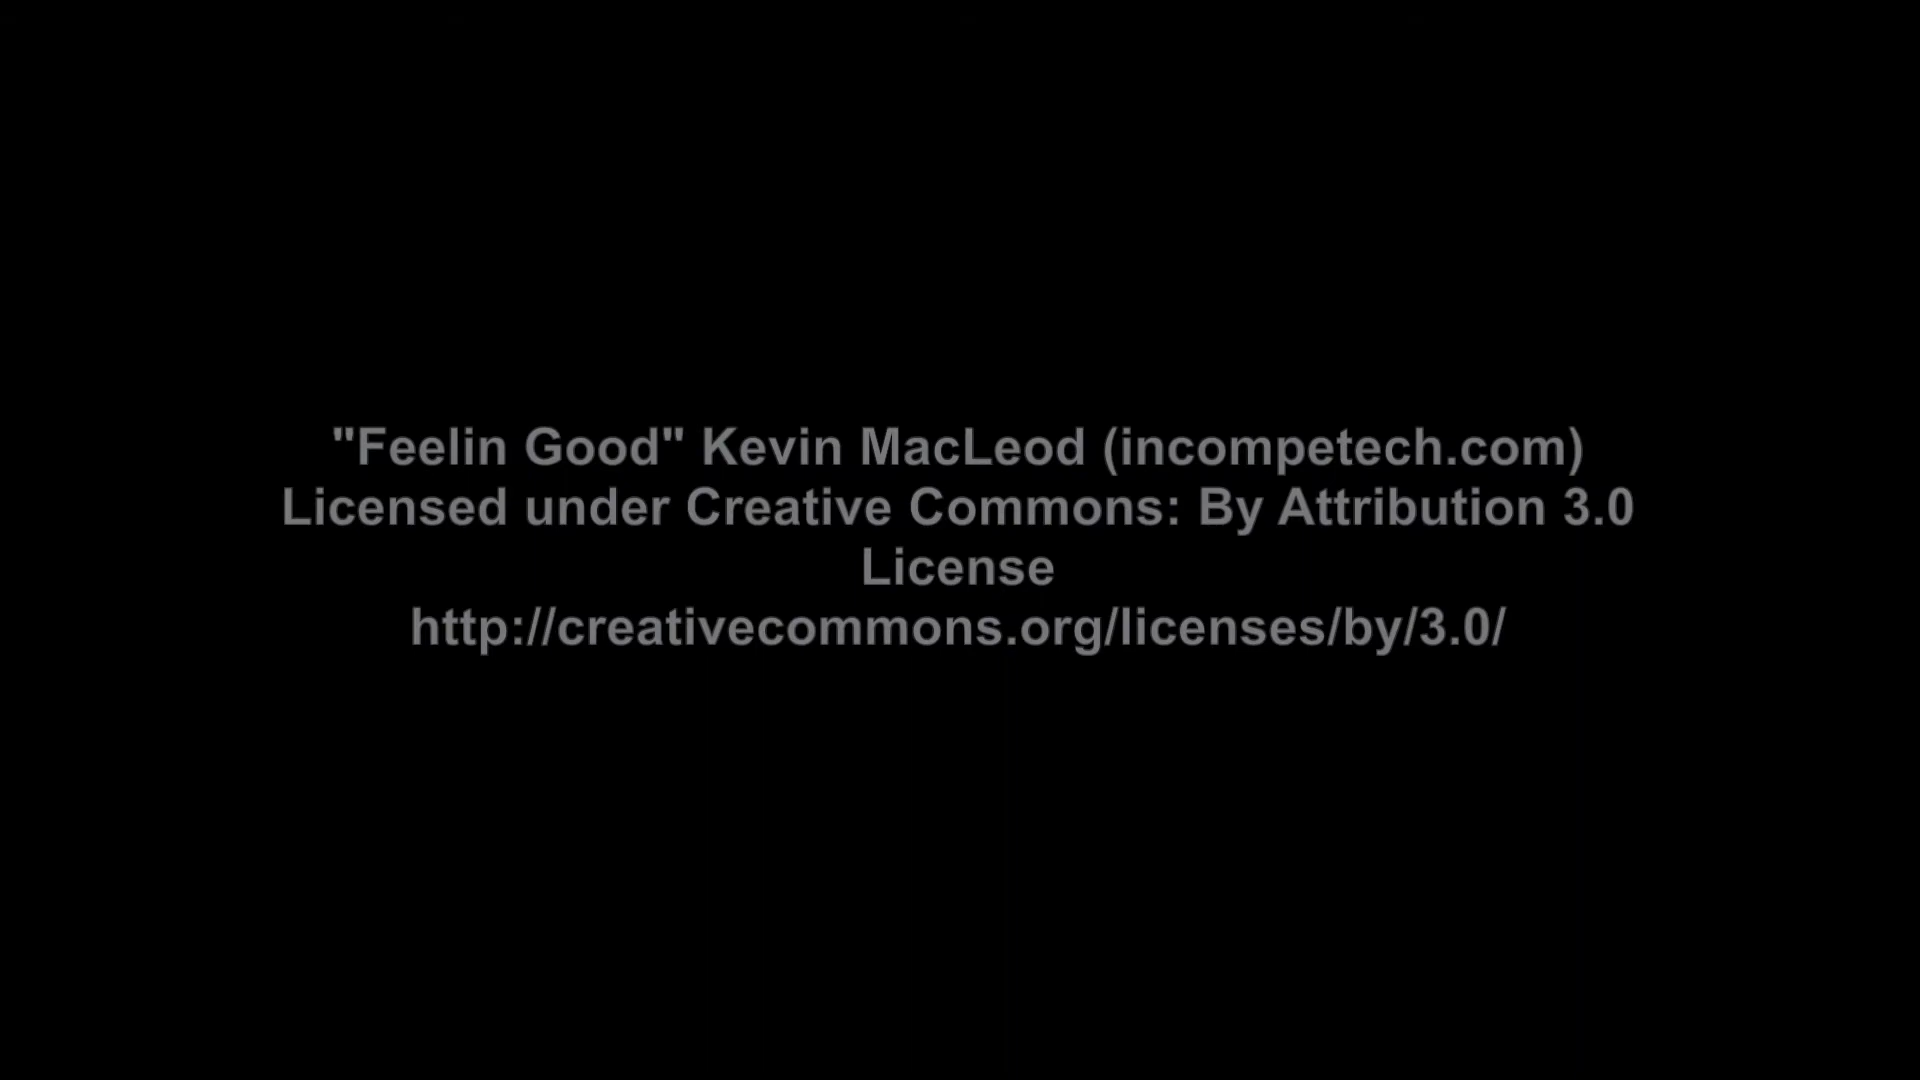 "Feelin Good" Kevin MacLeod (incompetech.com)
Licensed under Creative Commons: By Attribution 3.0
License
http://creativecommons.org/licenses/by/3.0/